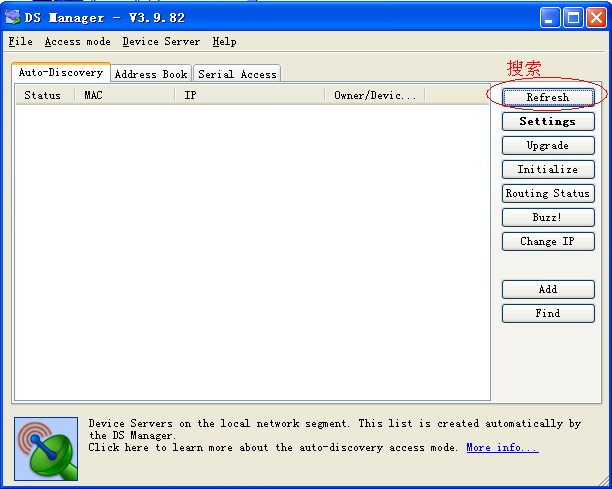 DS Manager - V3.9.82
File Access mode Device Server Help
搜索
Auto-Discovery Address Book Serial Access
Status MAC IP Owner/Devic...
Refresh
Settings
Upgrade
Initialize
Routing Status
Buzz!
Change IP
Add
Find
Device Servers on the local network segment. This list is created automatically by
the DS Manager.
Click here to learn more about the auto-discovery access mode. More info...